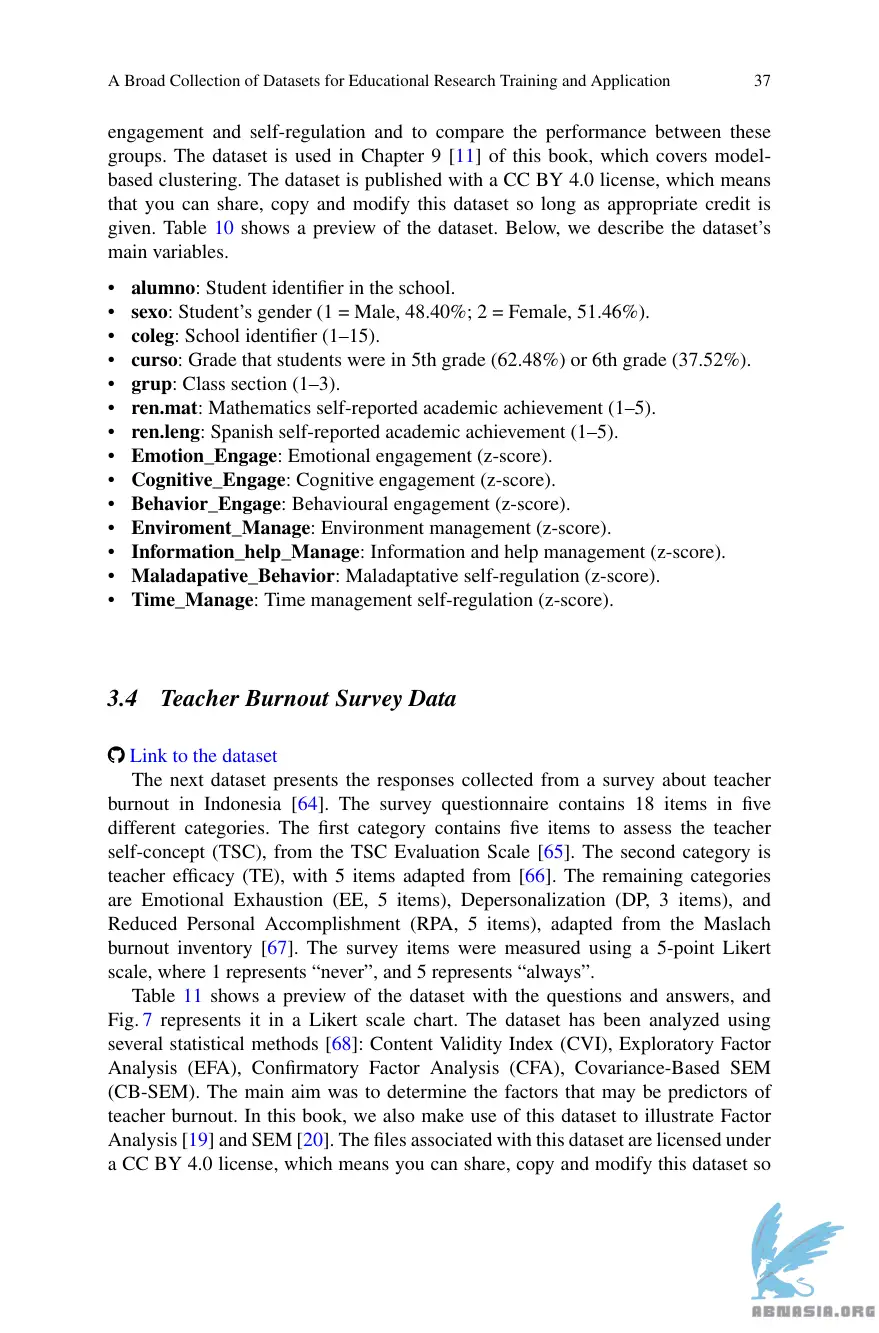 A Broad Collection of Datasets for Educational Research Training and Application 37
engagement and self-regulation and to compare the performance between these
groups. The dataset is used in Chapter 9 [11] of this book, which covers model-
based clustering. The dataset is published with a CC BY 4.0 license, which means
that you can share, copy and modify this dataset so long as appropriate credit is
given. Table 10 shows a preview of the dataset. Below, we describe the dataset’s
main variables.
• alumno: Student identifier in the school.
• sexo: Student’s gender (1 = Male, 48.40%; 2 = Female, 51.46%).
• coleg: School identifier (1–15).
• curso: Grade that students were in 5th grade (62.48%) or 6th grade (37.52%).
• grup: Class section (1–3).
• ren.mat: Mathematics self-reported academic achievement (1–5).
• ren.leng: Spanish self-reported academic achievement (1–5).
• Emotion_Engage: Emotional engagement (z-score).
• Cognitive_Engage: Cognitive engagement (z-score).
• Behavior_Engage: Behavioural engagement (z-score).
• Enviroment_Manage: Environment management (z-score).
• Information_help_Manage: Information and help management (z-score).
• Maladapative_Behavior: Maladaptative self-regulation (z-score).
• Time_Manage: Time management self-regulation (z-score).
3.4 Teacher Burnout Survey Data
Link to the dataset
The next dataset presents the responses collected from a survey about teacher
burnout in Indonesia [64]. The survey questionnaire contains 18 items in five
different categories. The first category contains five items to assess the teacher
self-concept (TSC), from the TSC Evaluation Scale [65]. The second category is
teacher efficacy (TE), with 5 items adapted from [66]. The remaining categories
are Emotional Exhaustion (EE, 5 items), Depersonalization (DP, 3 items), and
Reduced Personal Accomplishment (RPA, 5 items), adapted from the Maslach
burnout inventory [67]. The survey items were measured using a 5-point Likert
scale, where 1 represents “never”, and 5 represents “always”.
Table 11 shows a preview of the dataset with the questions and answers, and
Fig. 7 represents it in a Likert scale chart. The dataset has been analyzed using
several statistical methods [68]: Content Validity Index (CVI), Exploratory Factor
Analysis (EFA), Confirmatory Factor Analysis (CFA), Covariance-Based SEM
(CB-SEM). The main aim was to determine the factors that may be predictors of
teacher burnout. In this book, we also make use of this dataset to illustrate Factor
Analysis [19] and SEM [20]. The files associated with this dataset are licensed under
a CC BY 4.0 license, which means you can share, copy and modify this dataset so
ABNASIA.ORG